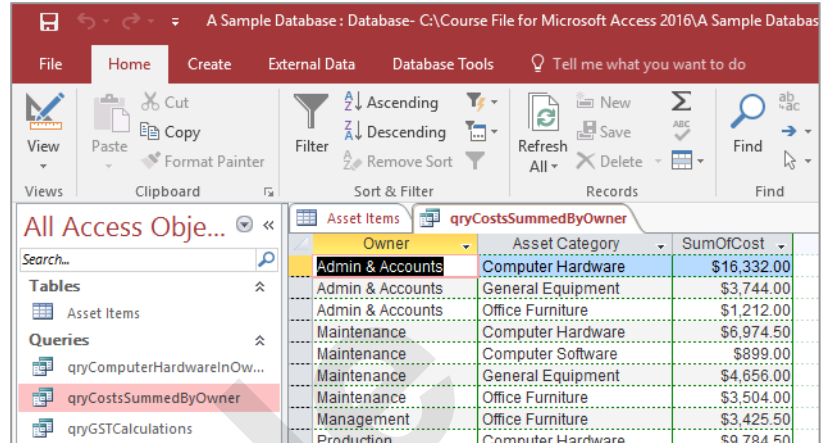 A Sample Database : Database- C:\Course File for Microsoft Access 2016\A Sample Databas
File Home Create External Data Database Tools Tell me what you want to do
View
Paste
Cut
Copy
Format Painter
Filter
Ascending
Descending
Remove Sort
Refresh
All
New
Save
Delete
ABC
Find
ab
ac
Views Clipboard Sort & Filter Records Find
All Access Obje...
Search...
Tables
Asset Items
Queries
qryComputerHardwareInOw...
qryCostsSummedByOwner
qryGSTCalculations
Asset Items qryCostsSummedByOwner
Owner Asset Category SumOfCost
Admin & Accounts Computer Hardware $16,332.00
Admin & Accounts General Equipment $3,744.00
Admin & Accounts Office Furniture $1,212.00
Maintenance Computer Hardware $6,974.50
Maintenance Computer Software $899.00
Maintenance General Equipment $4,656.00
Maintenance Office Furniture $3,504.00
Management Office Furniture $3,425.50
Production Computer Hardware $9,784.50